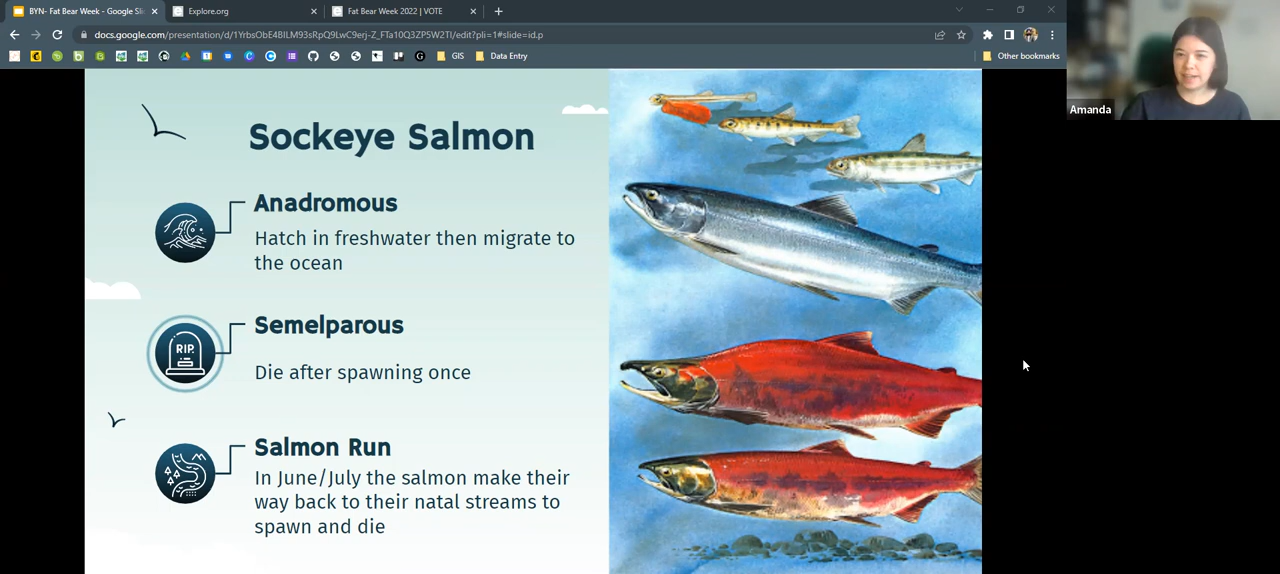 BYN- Fat Bear Week - Google Sli
Explore.org
Fat Bear Week 2022 | VOTE
docs.google.com/presentation/d/1YrbsObE4BILM93sRpQ9LwC9erj-Z_FTa10Q3ZP5W2TI/edit?pli=1#slide=id.p
GIS
Data Entry
Other bookmarks
Amanda
Sockeye Salmon
Anadromous
Hatch in freshwater then migrate to
the ocean
RIP
Semelparous
Die after spawning once
Salmon Run
In June/July the salmon make their
way back to their natal streams to
spawn and die